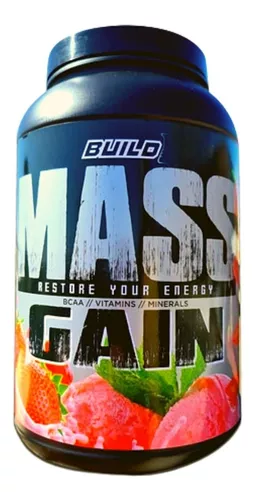 BUILD
MASS
RESTORE YOUR ENERGY
BCAA // VITAMINS // MINERALS
GAIN